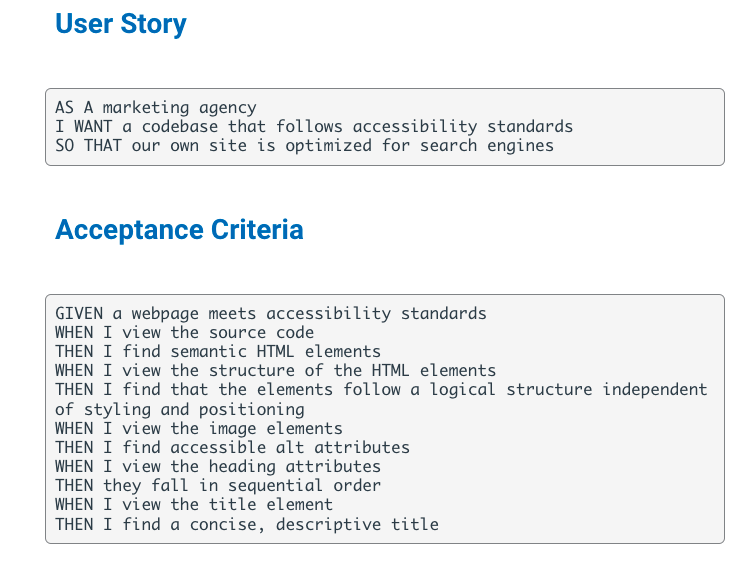 User Story
AS A marketing agency
I WANT a codebase that follows accessibility standards
SO THAT our own site is optimized for search engines
Acceptance Criteria
GIVEN a webpage meets accessibility standards
WHEN I view the source code
THEN I find semantic HTML elements
WHEN I view the structure of the HTML elements
THEN I find that the elements follow a logical structure independent
of styling and positioning
WHEN I view the image elements
THEN I find accessible alt attributes
WHEN I view the heading attributes
THEN they fall in sequential order
WHEN I view the title element
THEN I find a concise, descriptive title